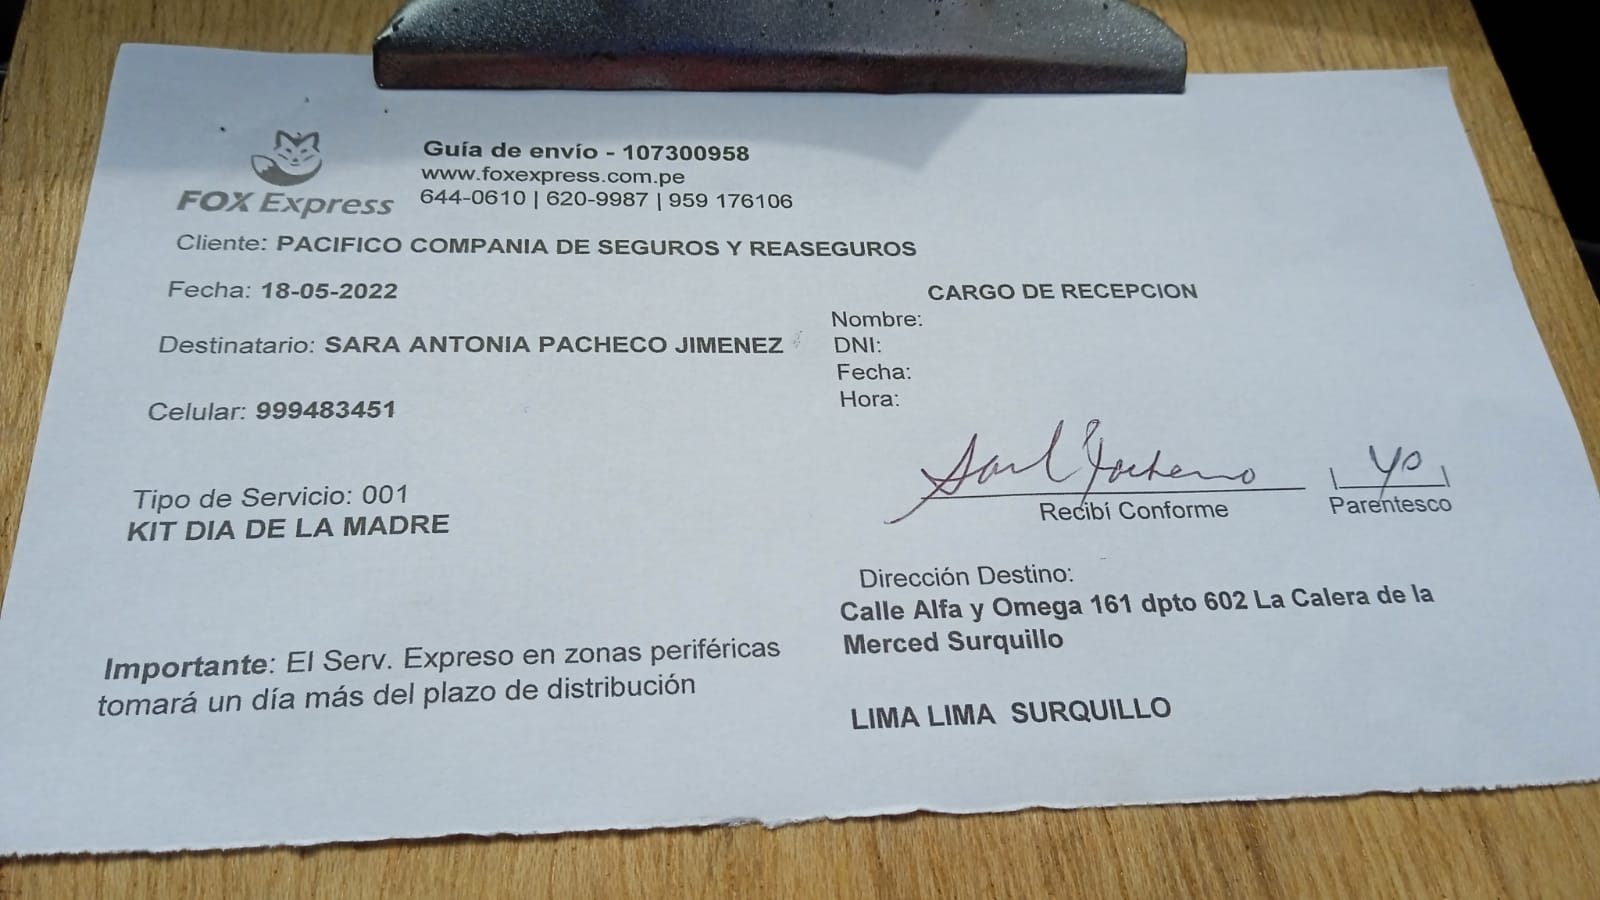 FOX Express
Guía de envío - 107300958
www.foxexpress.com.pe
644-0610 | 620-9987 | 959 176106
Cliente: PACIFICO COMPANIA DE SEGUROS Y REASEGUROS
Fecha: 18-05-2022
Destinatario: SARA ANTONIA PACHECO JIMENEZ
Celular: 999483451
Tipo de Servicio: 001
KIT DIA DE LA MADRE
Importante: El Serv. Expreso en zonas periféricas
tomará un día más del plazo de distribución
CARGO DE RECEPCION
Nombre:
DNI:
Fecha:
Hora:
Yo
Recibí Conforme
Parentesco
Dirección Destino:
Calle Alfa y Omega 161 dpto 602 La Calera de la
Merced Surquillo
LIMA LIMA SURQUILLO